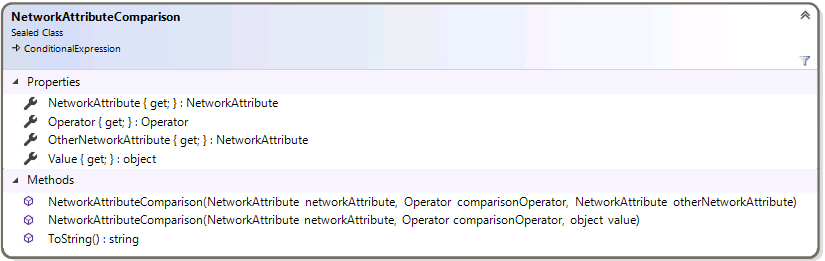 NetworkAttributeComparison
Sealed Class
ConditionalExpression
Properties
NetworkAttribute { get; } : NetworkAttribute
Operator { get; } : Operator
OtherNetworkAttribute { get; } : NetworkAttribute
Value { get; } : object
Methods
NetworkAttributeComparison(NetworkAttribute networkAttribute, Operator comparisonOperator, NetworkAttribute otherNetworkAttribute)
NetworkAttributeComparison(NetworkAttribute networkAttribute, Operator comparisonOperator, object value)
ToString() : string